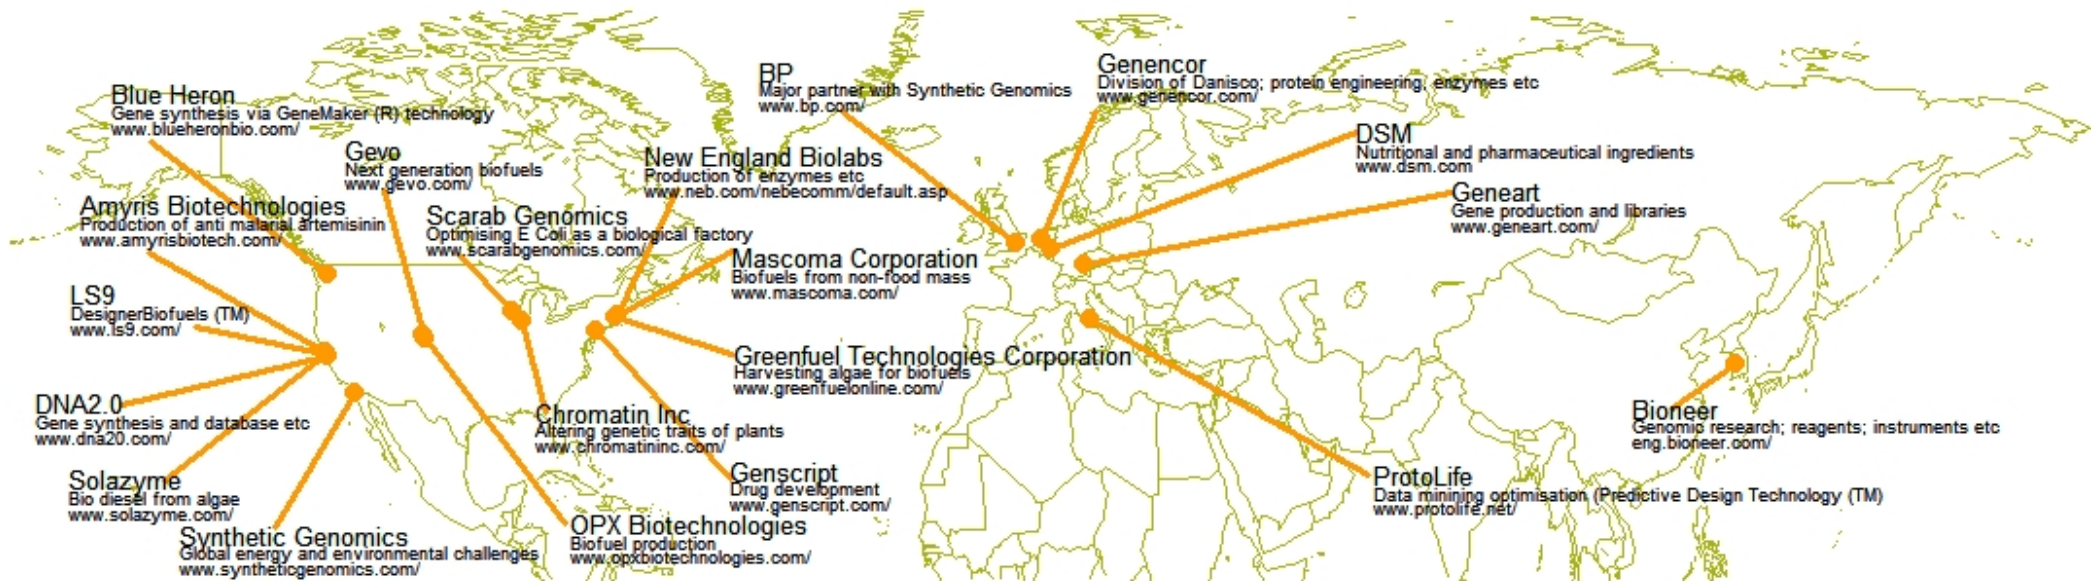 Blue Heron
Gene synthesis via GeneMaker (R) technology
www.blueheronbio.com/
Gevo
Next generation biofuels
www.gevo.com/
New England Biolabs
Production of enzymes etc
www.neb.com/nebecomm/default.asp
BP
Major partner with Synthetic Genomics
www.bp.com/
Genencor
Division of Danisco; protein engineering, enzymes etc
www.genencor.com/
DSM
Nutritional and pharmaceutical ingredients
www.dsm.com
Geneart
Gene production and libraries
www.geneart.com/
Amyris Biotechnologies
Production of anti malarial artemisinin
www.amyrisbiotech.com/
Scarab Genomics
Optimising E Coli as a biological factory
www.scarabgenomics.com/
Mascoma Corporation
Biofuels from non-food mass
www.mascoma.com/
LS9
DesignerBiofuels (TM)
www.ls9.com/
Greenfuel Technologies Corporation
Harvesting algae for biofuels
www.greenfuelonline.com/
DNA2.0
Gene synthesis and database etc
www.dna20.com/
Chromatin Inc
Altering genetic traits of plants
www.chromatininc.com/
Bioneer
Genomic research; reagents; instruments etc
eng.bioneer.com/
Solazyme
Bio diesel from algae
www.solazyme.com/
Genscript
Drug development
www.genscript.com/
ProtoLife
Data minining optimisation (Predictive Design Technology (TM)
www.protolife.net/
Synthetic Genomics
Global energy and environmental challenges
www.syntheticgenomics.com/
OPX Biotechnologies
Biofuel production
www.opxbiotechnologies.com/